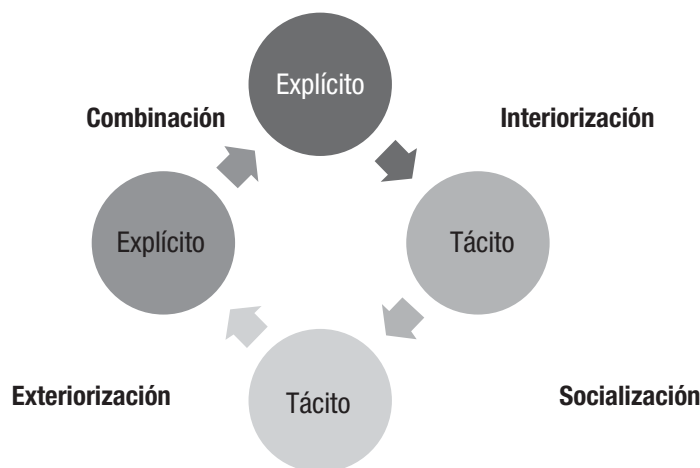 Explícito
Combinación
Interiorización
Explícito
Tácito
Exteriorización
Tácito
Socialización